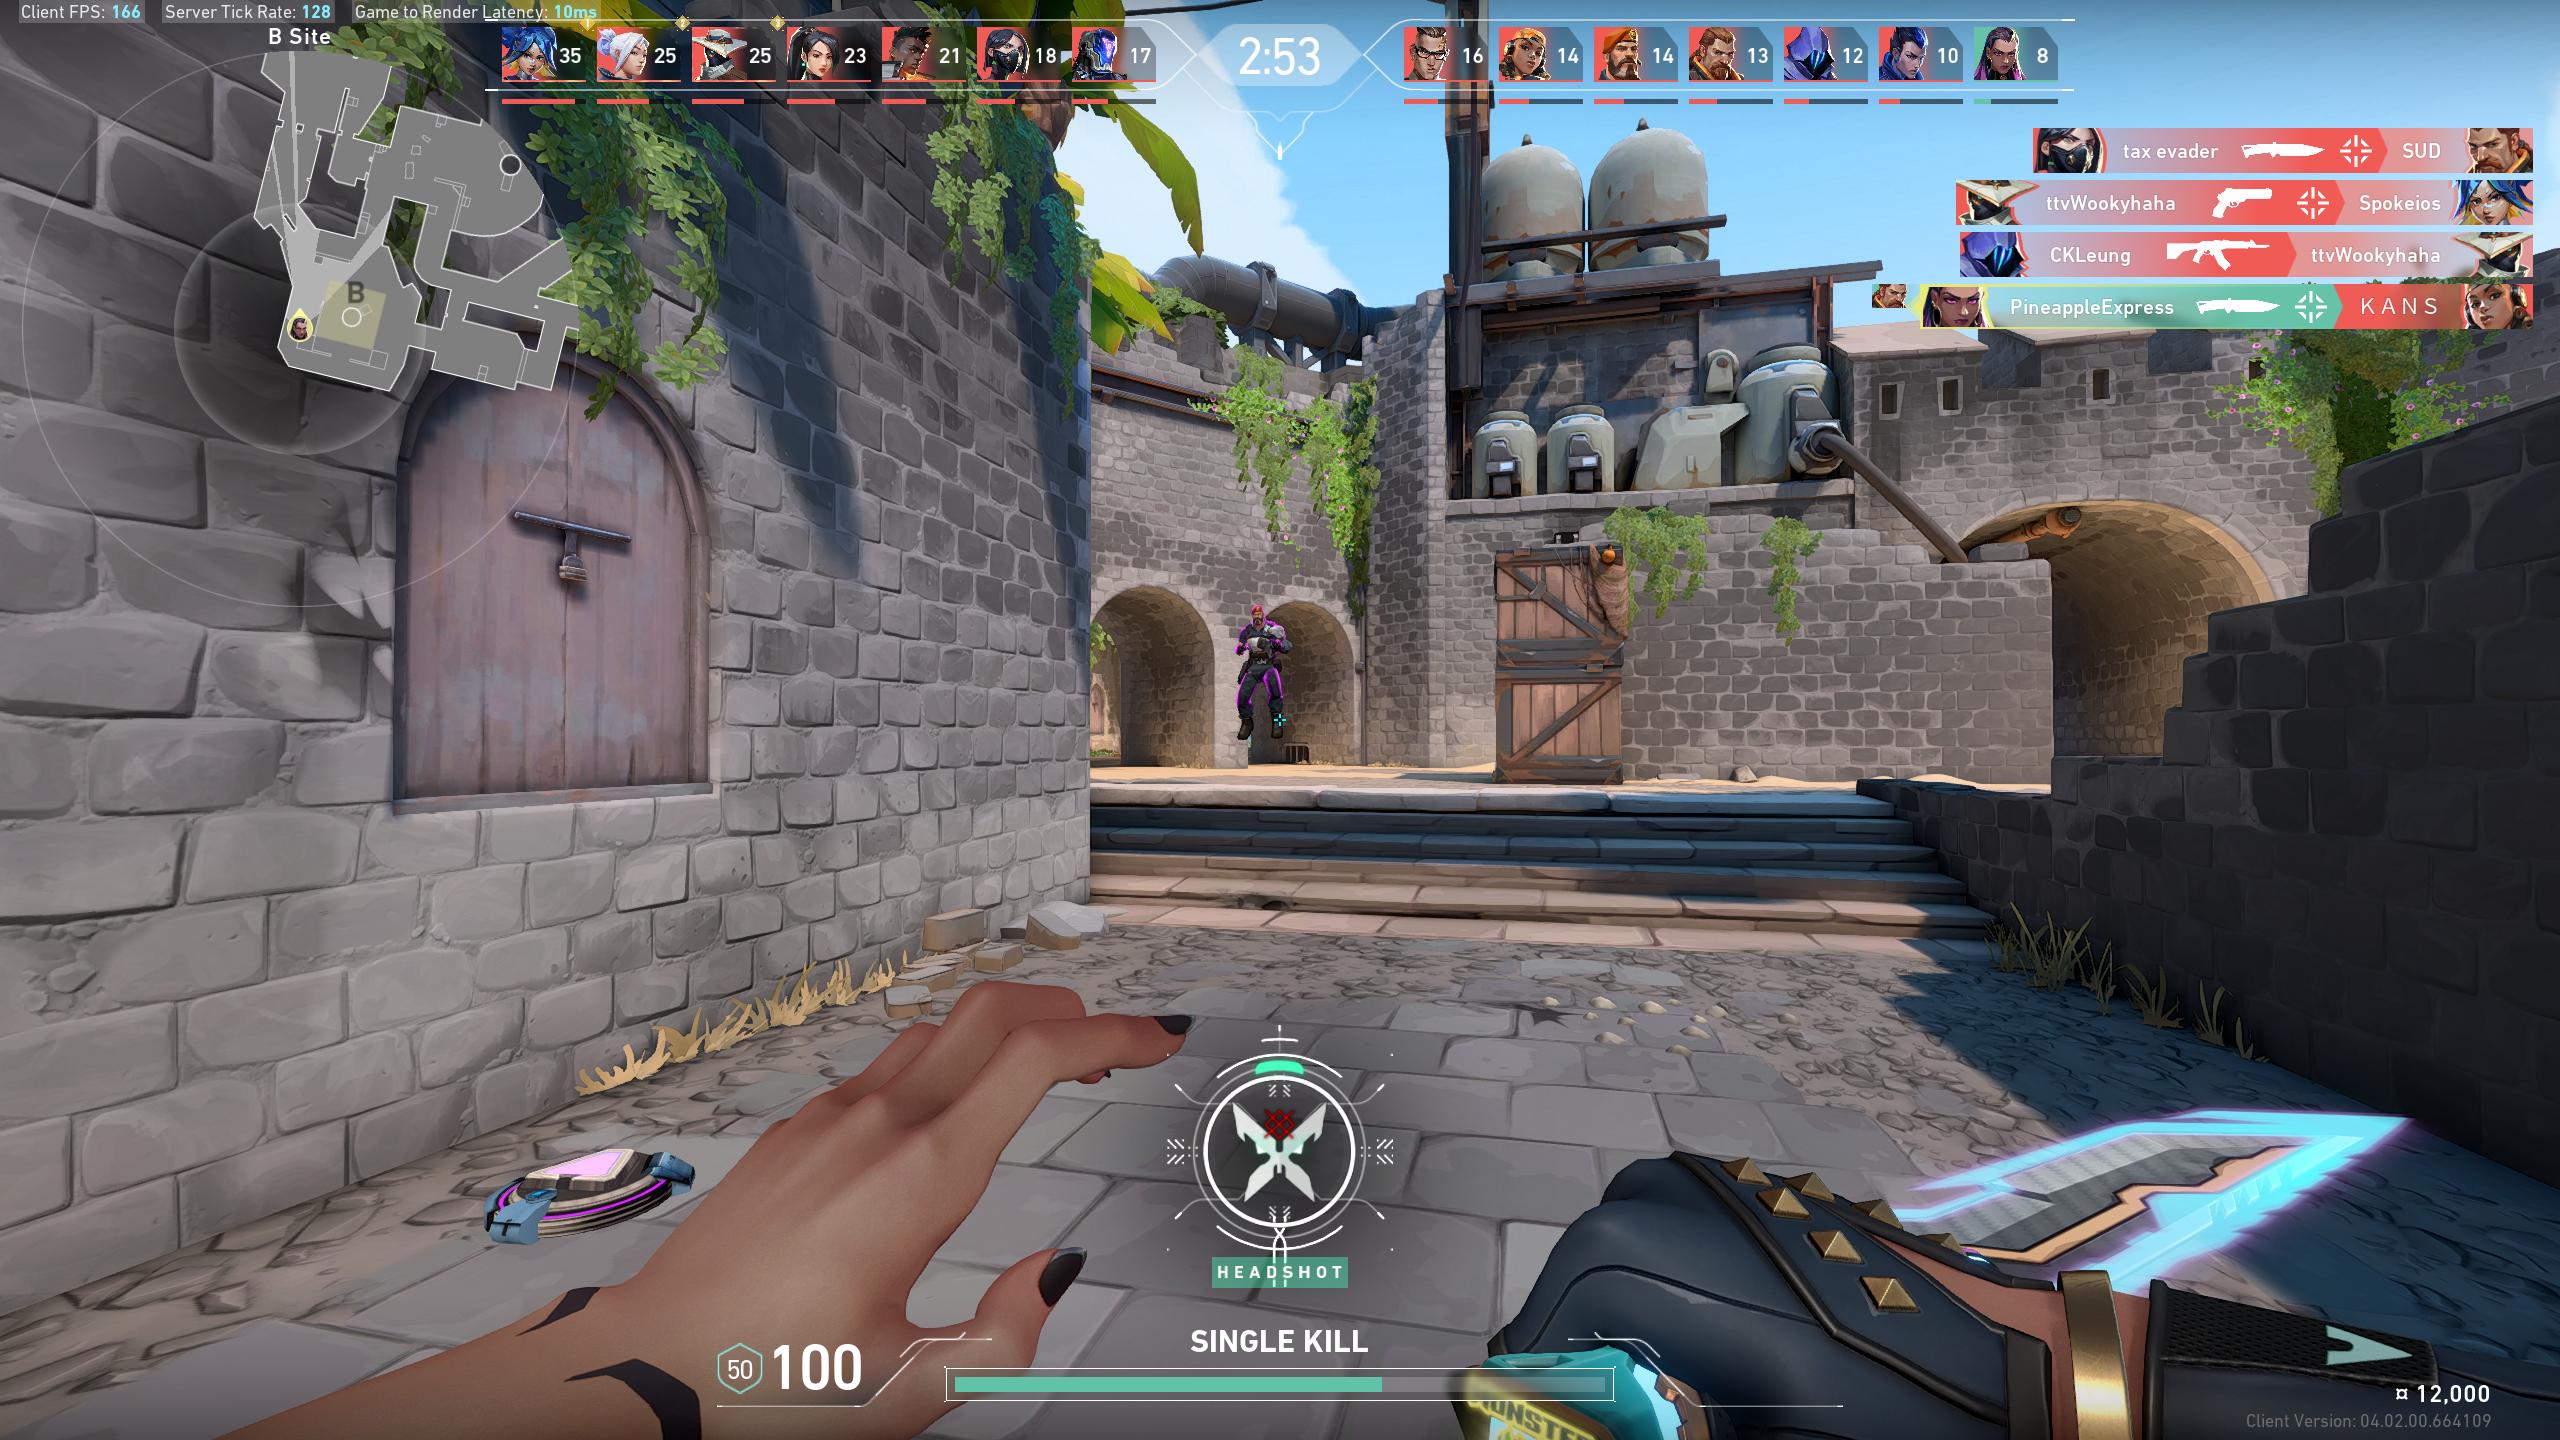 Client FPS: 166 Server Tick Rate: 128 Game to Render Latency: 10ms
B Site
35 25 25 23 21 18 17 2:53 16 14 14 13 12 10 8
tax evader SUD
ttvWookyhaha Spokeios
CKLeung ttvWookyhaha
PineappleExpress KANS
B
HEADSHOT
SINGLE KILL
50 100
MONSTER
¤ 12,000
Client Version: 04.02.00.664109